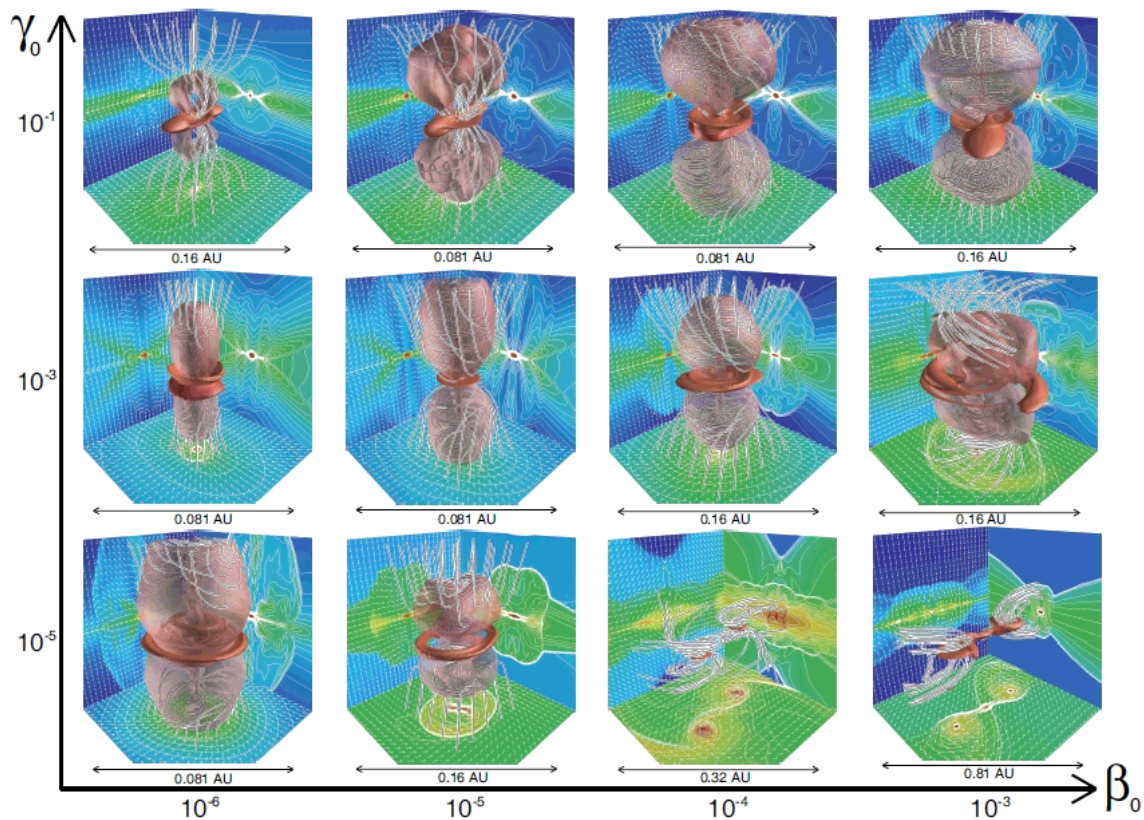 γ₀
10⁻¹
0.16 AU 0.081 AU 0.081 AU 0.16 AU
10⁻³
0.081 AU 0.081 AU 0.16 AU 0.16 AU
10⁻⁵
0.081 AU 0.16 AU 0.32 AU 0.81 AU
10⁻⁶ 10⁻⁵ 10⁻⁴ 10⁻³ β₀